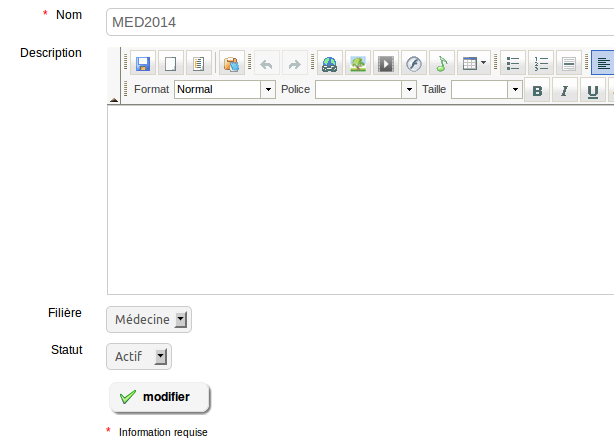 * Nom
MED2014
Description
Format Normal Police Taille B I U
Filière
Médecine
Statut
Actif
modifier
* Information requise